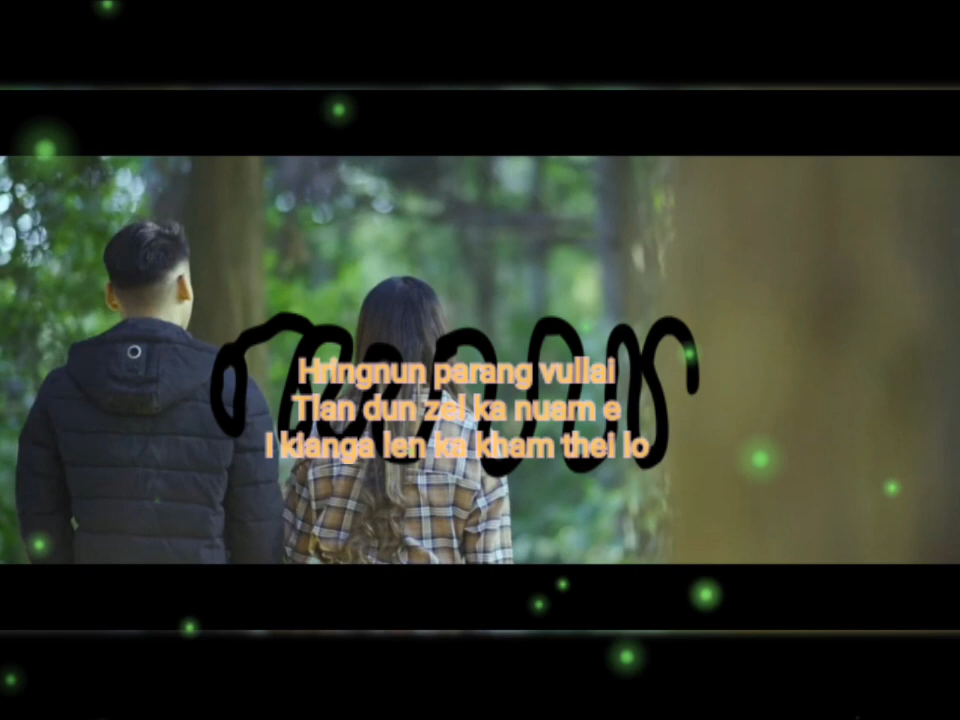 Hringnun parang vullai
Tlan dun zel ka nuam e
I kianga len ka kham thei lo